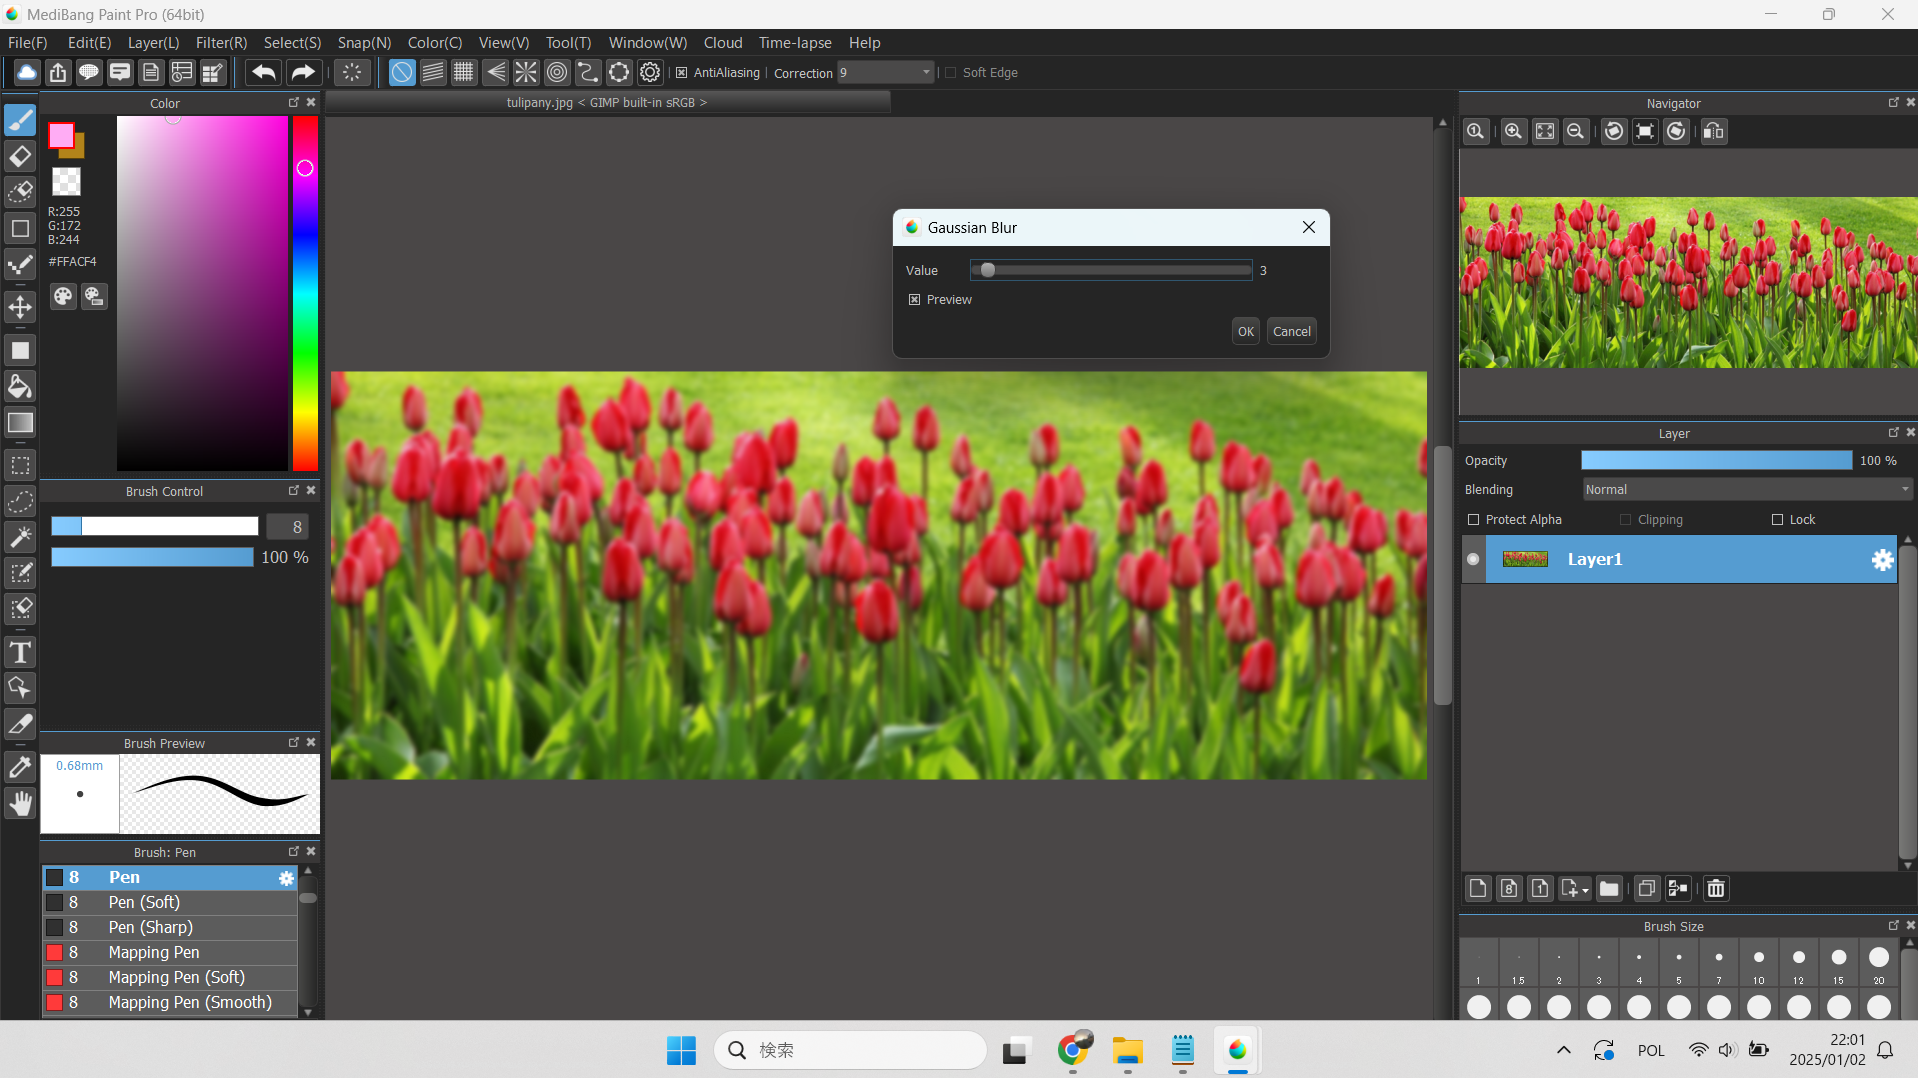 MediBang Paint Pro (64bit)
File(F) Edit(E) Layer(L) Filter(R) Select(S) Snap(N) Color(C) View(V) Tool(T) Window(W) Cloud Time-lapse Help
AntiAliasing Correction 9 Soft Edge
Color
tulipany.jpg < GIMP built-in sRGB >
Navigator
R:255
G:172
B:244
#FFACF4
Gaussian Blur
Value 3
Preview
OK Cancel
Layer
Opacity 100 %
Blending Normal
Protect Alpha Clipping Lock
Layer1
Brush Control
8
100 %
Brush Preview
0.68mm
Brush: Pen
8 Pen
8 Pen (Soft)
8 Pen (Sharp)
8 Mapping Pen
8 Mapping Pen (Soft)
8 Mapping Pen (Smooth)
Brush Size
1 1.5 2 3 4 5 7 10 12 15 20
検索
POL
22:01
2025/01/02